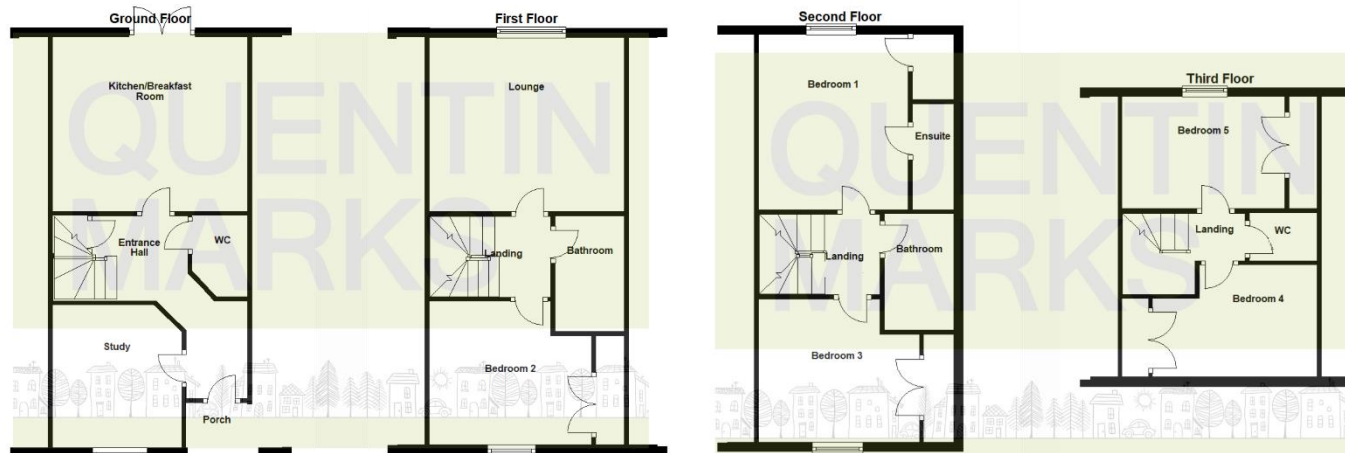 Ground Floor
Kitchen/Breakfast
Room
Entrance
Hall
WC
Study
Porch
First Floor
Lounge
Landing
Bathroom
Bedroom 2
QUENTIN
MARKS
Second Floor
Bedroom 1
Ensuite
Landing
Bathroom
Bedroom 3
Third Floor
Bedroom 5
Landing
WC
Bedroom 4
QUENTIN
MARKS